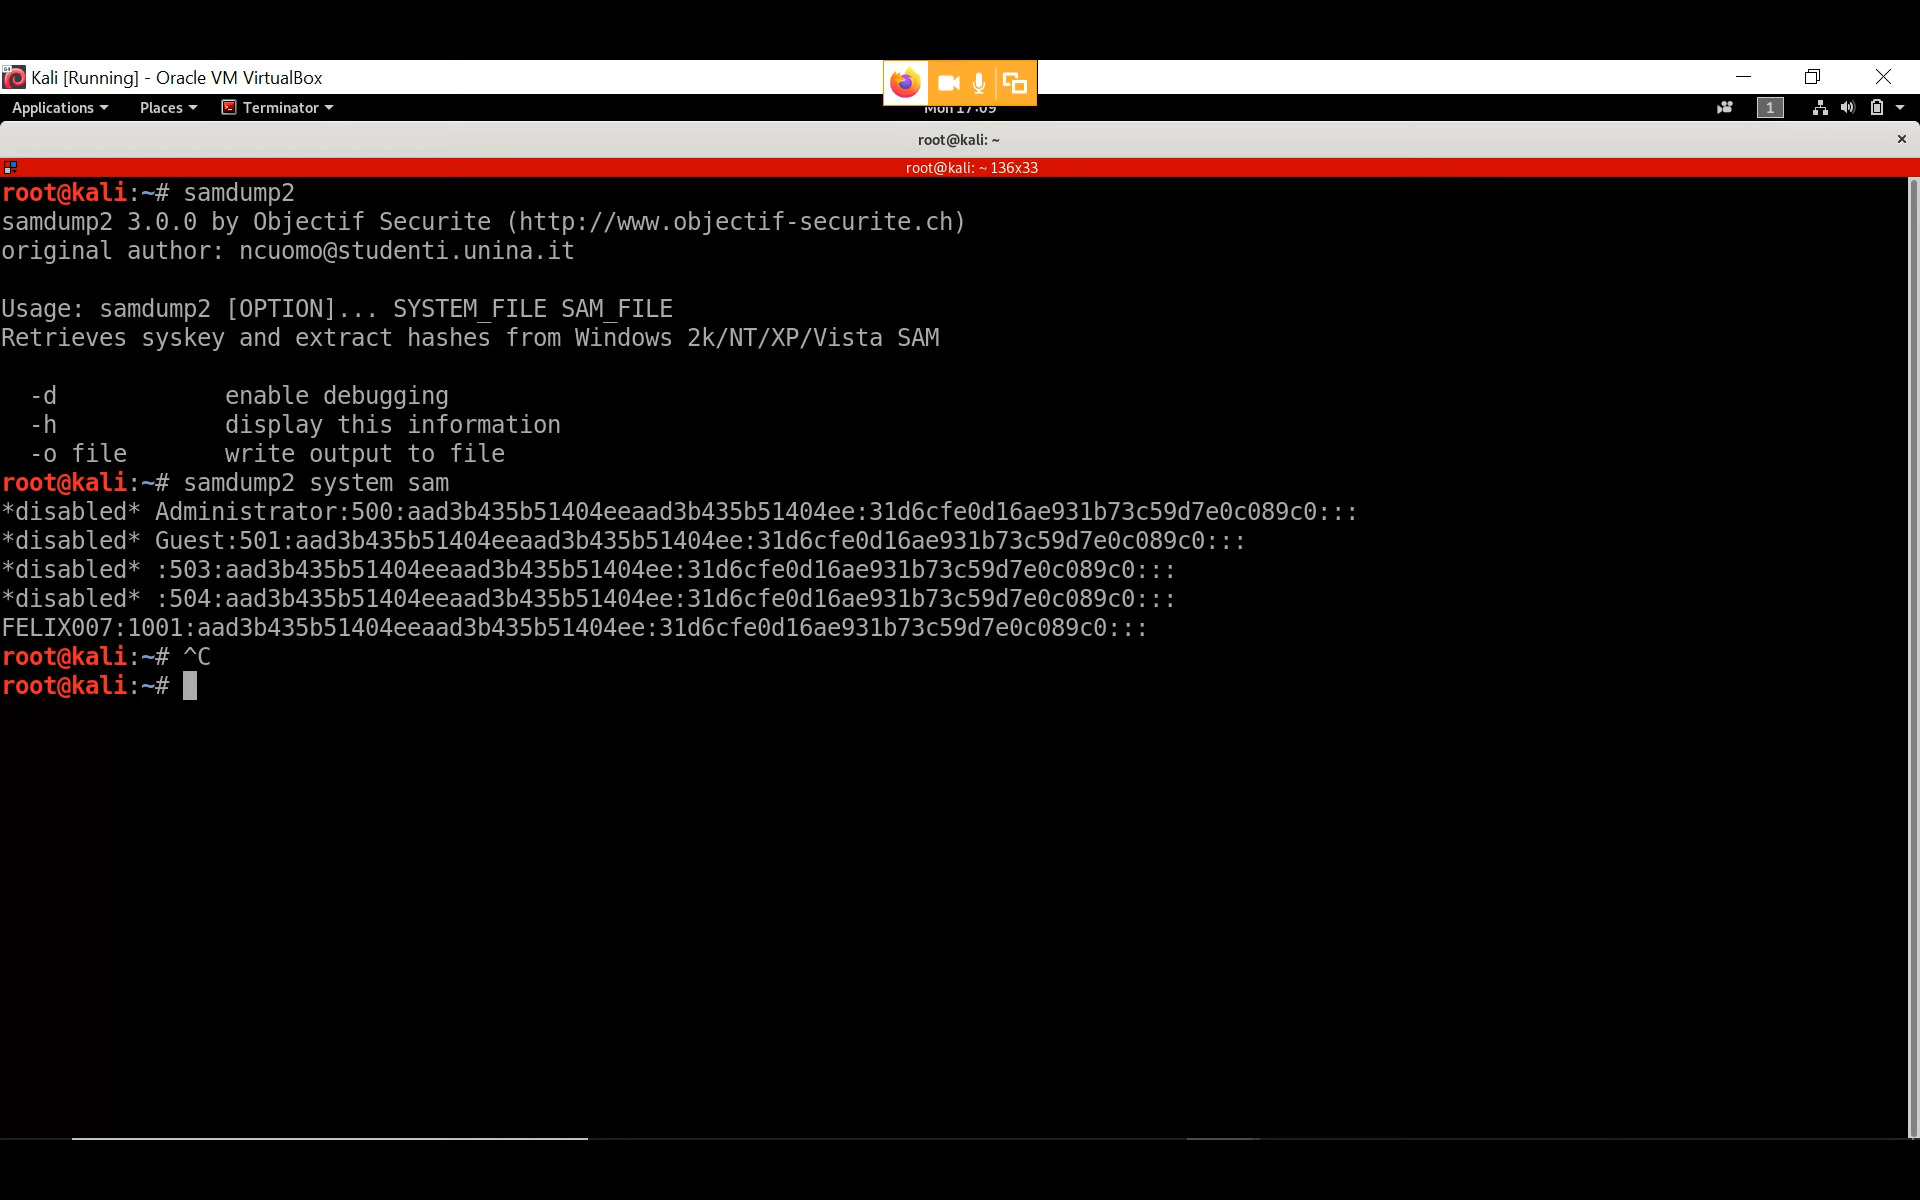 Kali [Running] - Oracle VM VirtualBox
Applications Places Terminator Mon 17:09 1
root@kali: ~
root@kali: ~ 136x33
root@kali:~# samdump2
samdump2 3.0.0 by Objectif Securite (http://www.objectif-securite.ch)
original author: ncuomo@studenti.unina.it
Usage: samdump2 [OPTION]... SYSTEM_FILE SAM_FILE
Retrieves syskey and extract hashes from Windows 2k/NT/XP/Vista SAM
-d enable debugging
-h display this information
-o file write output to file
root@kali:~# samdump2 system sam
*disabled* Administrator:500:aad3b435b51404eeaad3b435b51404ee:31d6cfe0d16ae931b73c59d7e0c089c0:::
*disabled* Guest:501:aad3b435b51404eeaad3b435b51404ee:31d6cfe0d16ae931b73c59d7e0c089c0:::
*disabled* :503:aad3b435b51404eeaad3b435b51404ee:31d6cfe0d16ae931b73c59d7e0c089c0:::
*disabled* :504:aad3b435b51404eeaad3b435b51404ee:31d6cfe0d16ae931b73c59d7e0c089c0:::
FELIX007:1001:aad3b435b51404eeaad3b435b51404ee:31d6cfe0d16ae931b73c59d7e0c089c0:::
root@kali:~# ^C
root@kali:~#